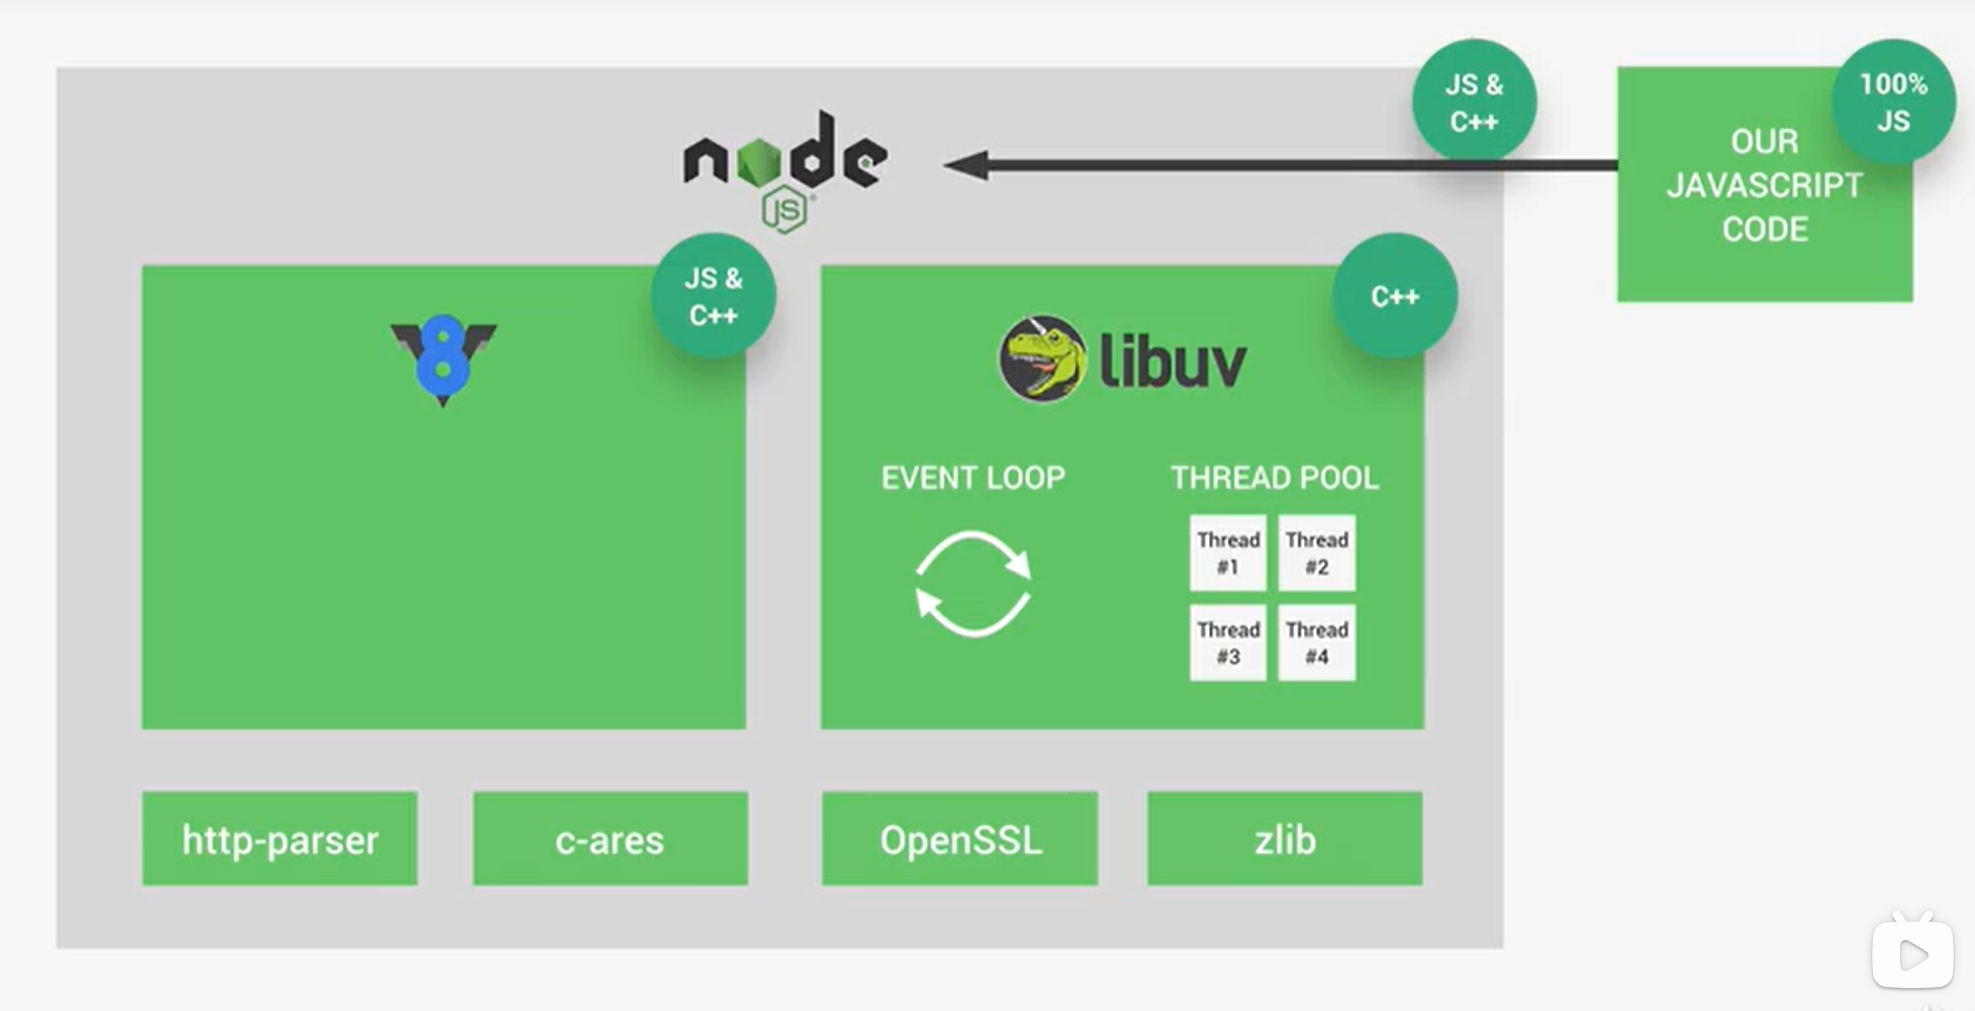 node
JS
JS &
C++
100%
JS
OUR
JAVASCRIPT
CODE
V8
JS &
C++
libuv
C++
EVENT LOOP
THREAD POOL
Thread
#1
Thread
#2
Thread
#3
Thread
#4
http-parser
c-ares
OpenSSL
zlib